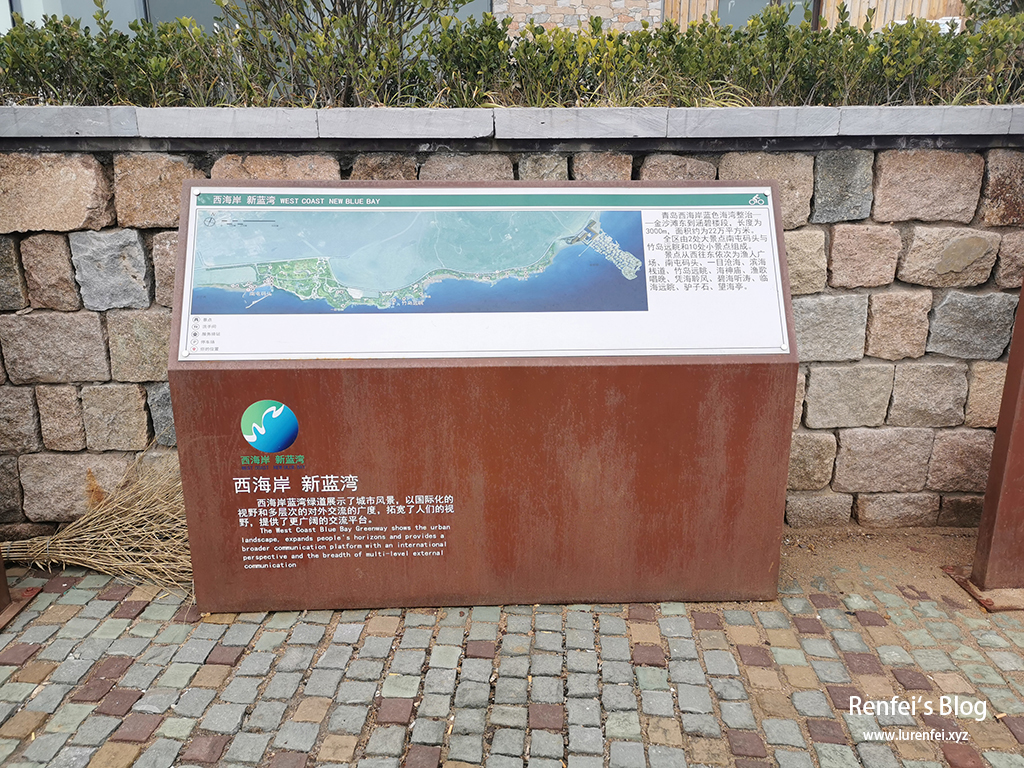 西海岸 新蓝湾 WEST COAST NEW BLUE BAY
青岛西海岸蓝色海湾整治—
—金沙滩东到涵碧楼段，长度为
3000m，面积约为22万平方米。
全区由2处大景点南屯码头与
竹岛远眺和10处小景点组成。
景点从西往东依次为渔人广
场、南屯码头、一目沧海、滨海
栈道、竹岛远眺、海神庙、渔歌
唱晚、凭海临风、碧海听涛、临
海远眺、驴子石、望海亭。
西海岸 新蓝湾
西海岸 新蓝湾
西海岸蓝湾绿道展示了城市风景，以国际化的
视野和多层次的对外交流的广度，拓宽了人们的视
野，提供了更广阔的交流平台。
The West Coast Blue Bay Greenway shows the urban
landscape, expands people's horizons and provides a
broader communication platform with an international
perspective and the breadth of multi-level external
communication
Renfei's Blog
www.lurenfei.xyz